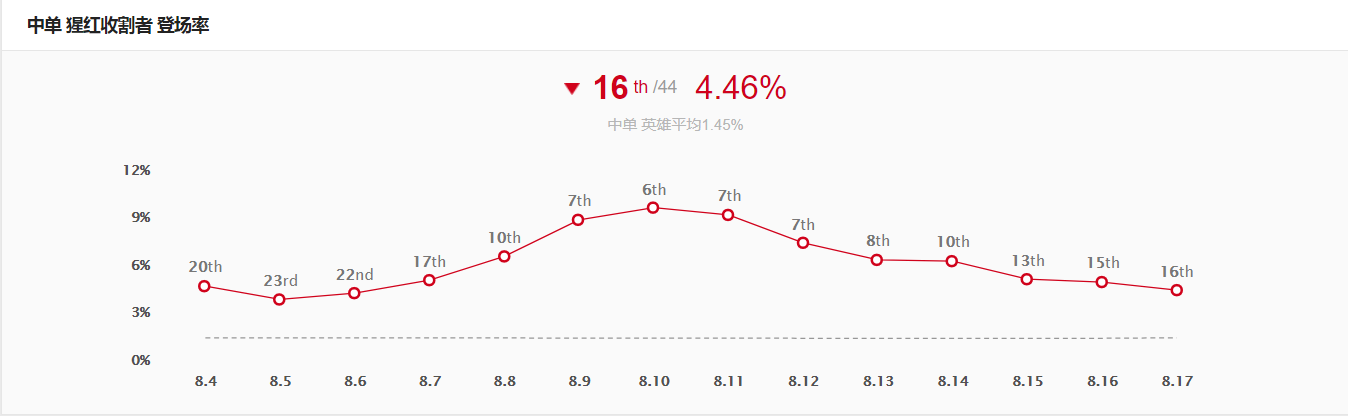 中单 猩红收割者 登场率
16 th /44 4.46%
中单 英雄平均1.45%
12%
9%
6%
3%
0%
20th
23rd
22nd
17th
10th
7th
6th
7th
7th
8th
10th
13th
15th
16th
8.4 8.5 8.6 8.7 8.8 8.9 8.10 8.11 8.12 8.13 8.14 8.15 8.16 8.17